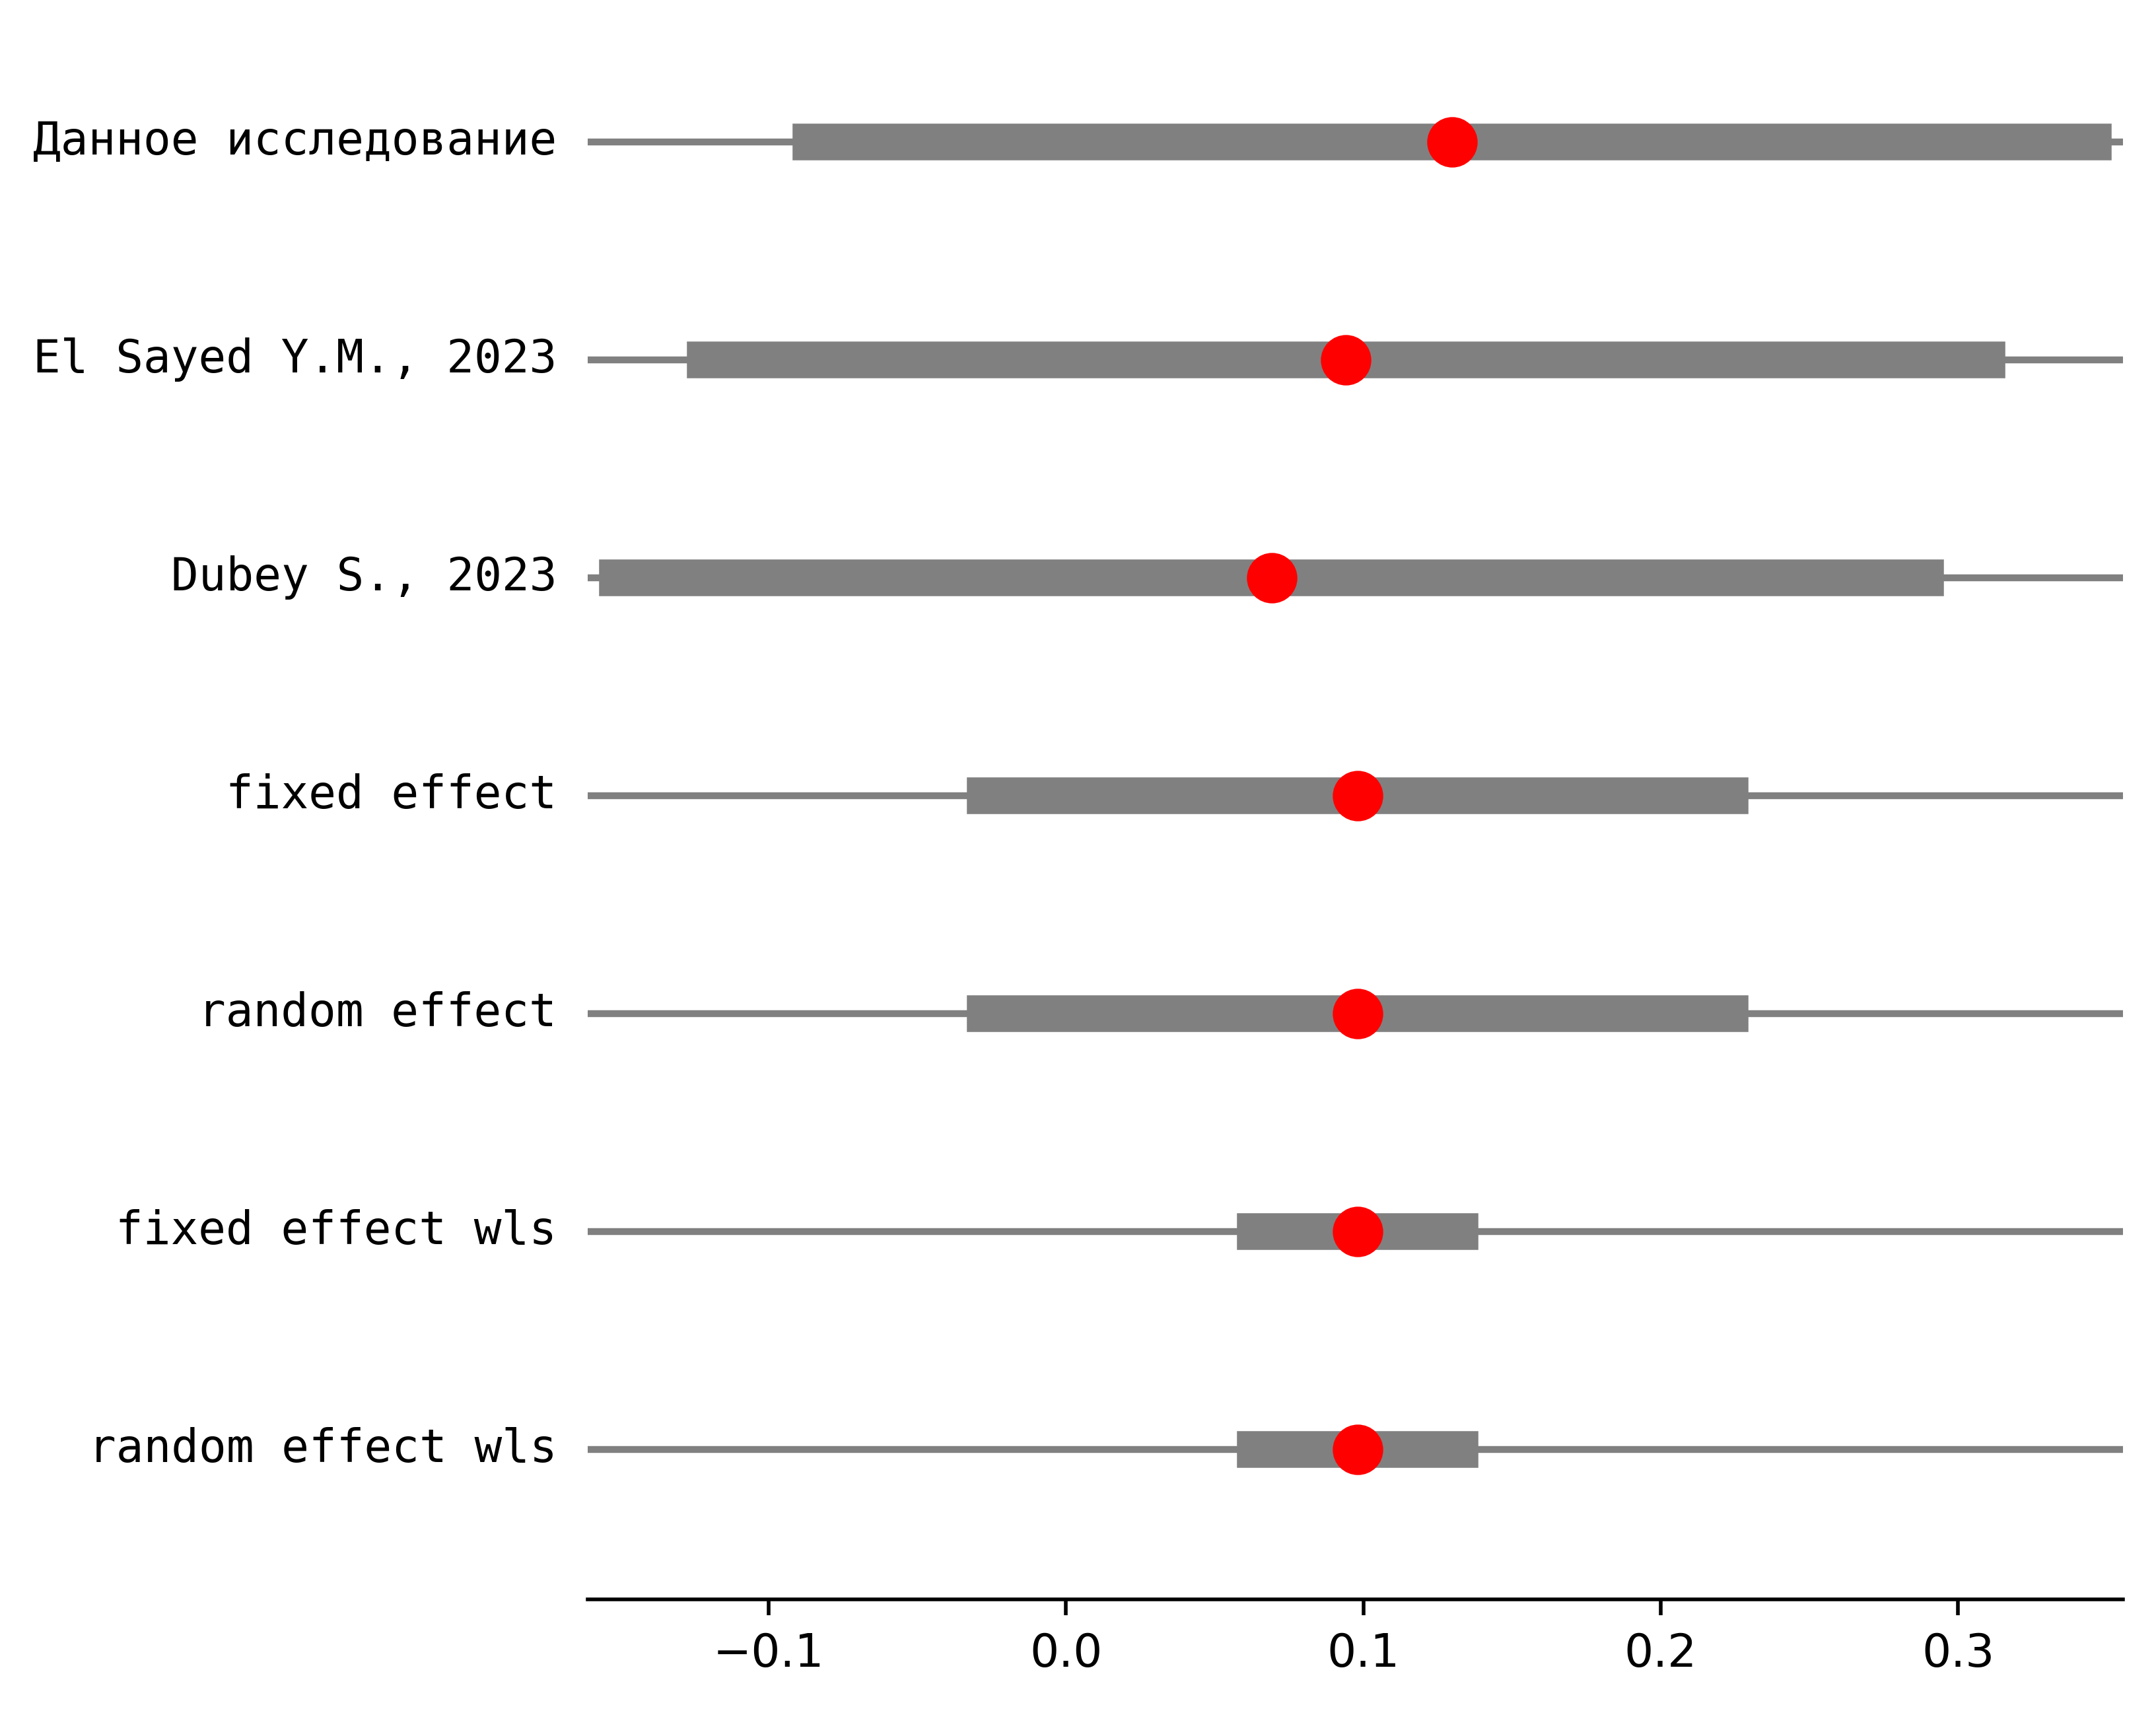 Данное исследование
El Sayed Y.M., 2023
Dubey S., 2023
fixed effect
random effect
fixed effect wls
random effect wls
−0.1 0.0 0.1 0.2 0.3